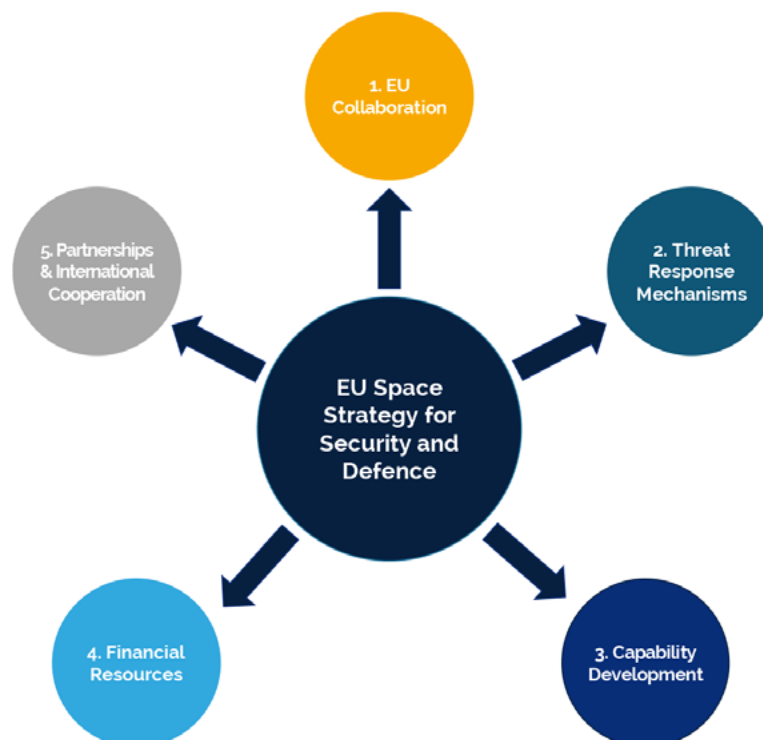 1. EU
Collaboration
2. Threat
Response
Mechanisms
3. Capability
Development
4. Financial
Resources
5. Partnerships
& International
Cooperation
EU Space
Strategy for
Security and
Defence